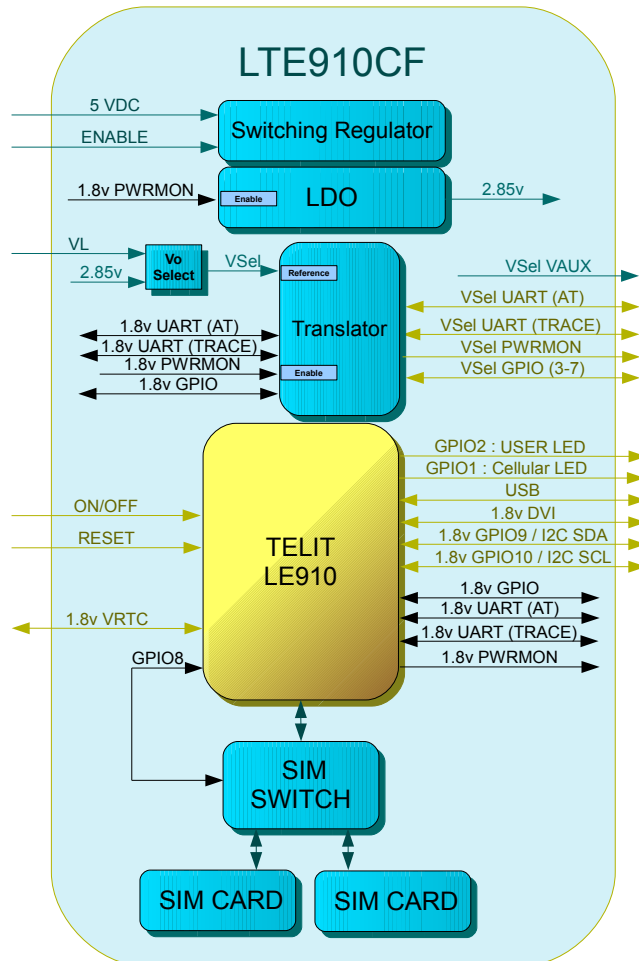 LTE910CF
5 VDC
Switching Regulator
ENABLE
1.8v PWRMON
Enable
LDO
2.85v
VL
2.85v
Vo
Select
VSel
Reference
Translator
VSel VAUX
VSel UART (AT)
1.8v UART (AT)
VSel UART (TRACE)
1.8v UART (TRACE)
VSel PWRMON
1.8v PWRMON
Enable
VSel GPIO (3-7)
1.8v GPIO
GPIO2 : USER LED
GPIO1 : Cellular LED
USB
ON/OFF
1.8v DVI
RESET
TELIT
LE910
1.8v GPIO9 / I2C SDA
1.8v GPIO10 / I2C SCL
1.8v GPIO
1.8v UART (AT)
1.8v VRTC
1.8v UART (TRACE)
GPIO8
1.8v PWRMON
SIM
SWITCH
SIM CARD
SIM CARD